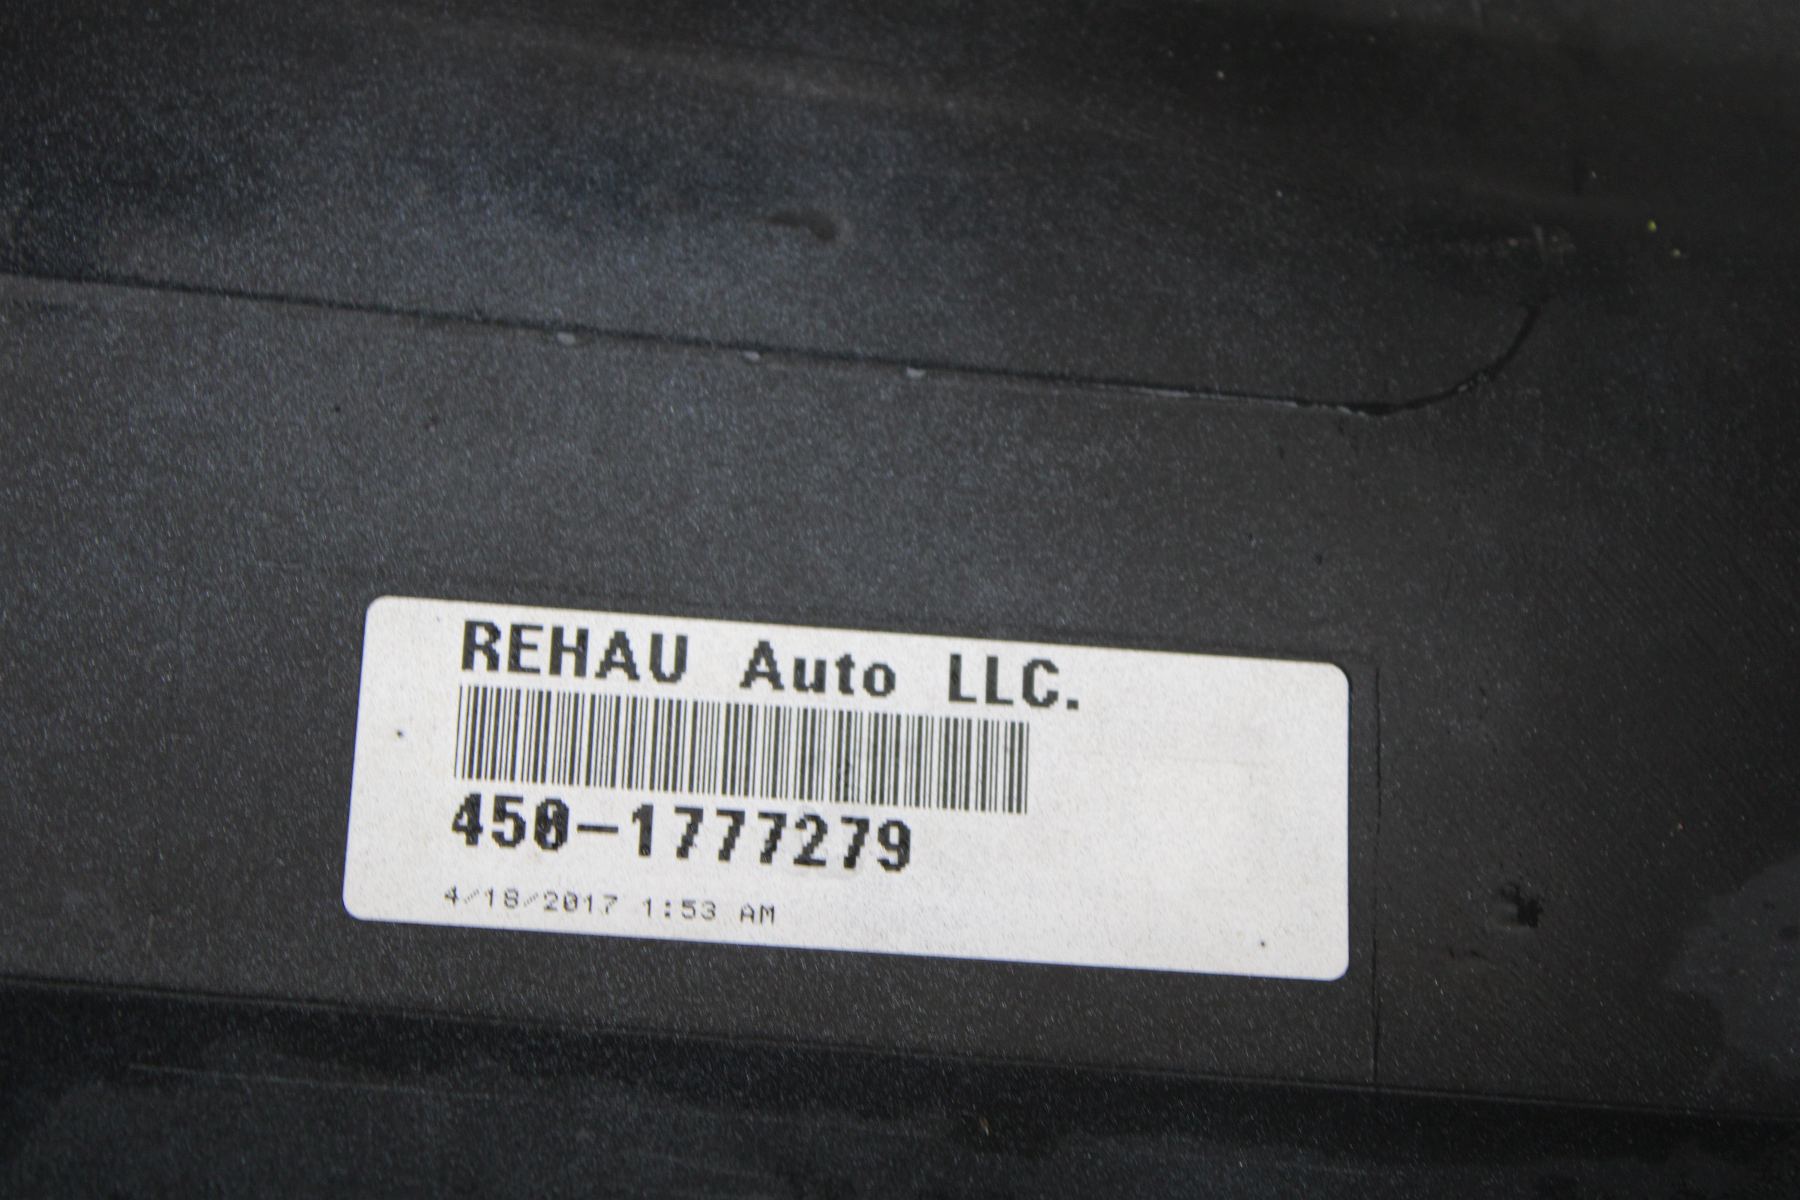 REHAU Auto LLC.
450-1777279
4/18/2017 1:53 AM